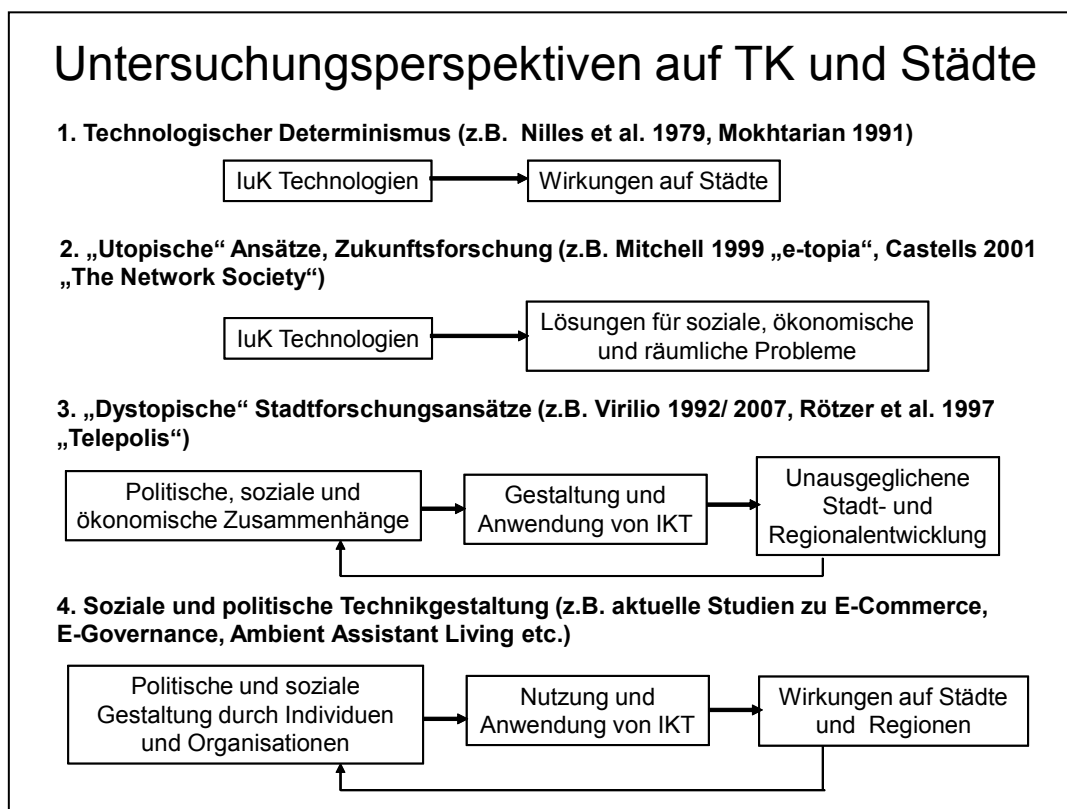 Untersuchungsperspektiven auf TK und Städte
1. Technologischer Determinismus (z.B. Nilles et al. 1979, Mokhtarian 1991)
IuK Technologien
Wirkungen auf Städte
2. „Utopische“ Ansätze, Zukunftsforschung (z.B. Mitchell 1999 „e-topia“, Castells 2001
„The Network Society“)
IuK Technologien
Lösungen für soziale, ökonomische
und räumliche Probleme
3. „Dystopische“ Stadtforschungsansätze (z.B. Virilio 1992/ 2007, Rötzer et al. 1997
„Telepolis“)
Politische, soziale und
ökonomische Zusammenhänge
Gestaltung und
Anwendung von IKT
Unausgeglichene
Stadt- und
Regionalentwicklung
4. Soziale und politische Technikgestaltung (z.B. aktuelle Studien zu E-Commerce,
E-Governance, Ambient Assistant Living etc.)
Politische und soziale
Gestaltung durch Individuen
und Organisationen
Nutzung und
Anwendung von IKT
Wirkungen auf Städte
und Regionen